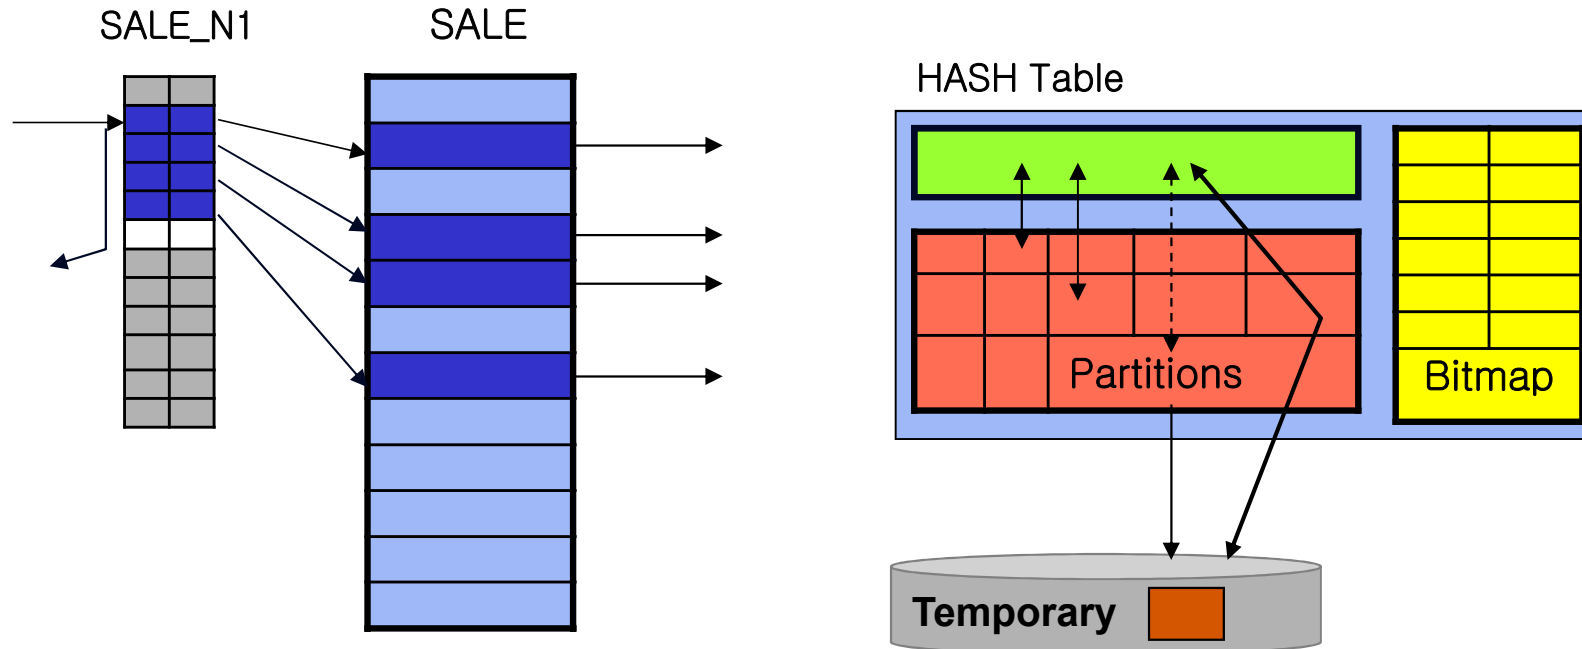 SALE_N1
SALE
HASH Table
Partitions
Bitmap
Temporary